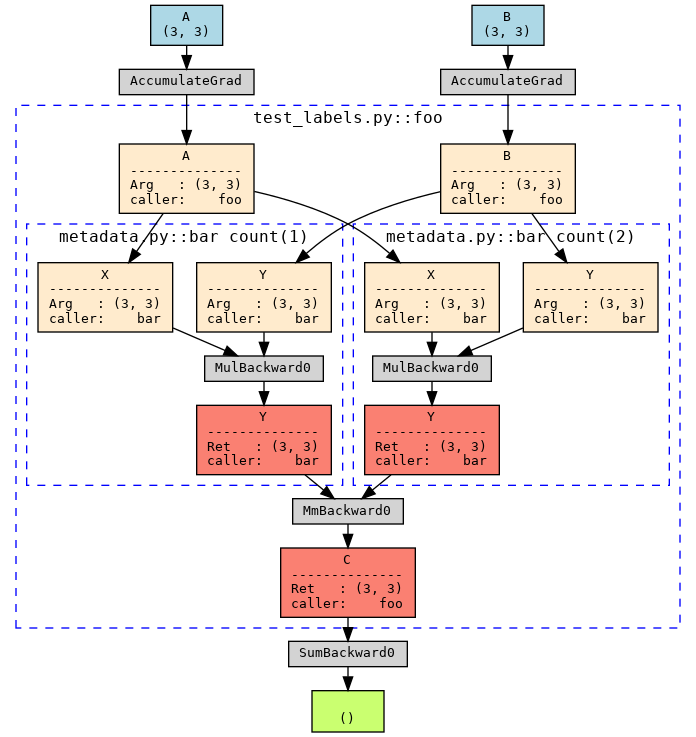 A
(3, 3)
B
(3, 3)
AccumulateGrad
AccumulateGrad
test_labels.py::foo
A
--------------
Arg   : (3, 3)
caller:    foo
B
--------------
Arg   : (3, 3)
caller:    foo
metadata.py::bar count(1)
metadata.py::bar count(2)
X
--------------
Arg   : (3, 3)
caller:    bar
Y
--------------
Arg   : (3, 3)
caller:    bar
X
--------------
Arg   : (3, 3)
caller:    bar
Y
--------------
Arg   : (3, 3)
caller:    bar
MulBackward0
MulBackward0
Y
--------------
Ret   : (3, 3)
caller:    bar
Y
--------------
Ret   : (3, 3)
caller:    bar
MmBackward0
C
--------------
Ret   : (3, 3)
caller:    foo
SumBackward0
()